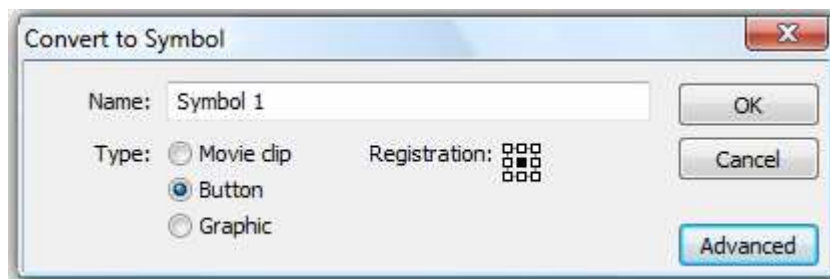 Convert to Symbol
Name: Symbol 1
OK
Type: Movie clip Registration:
Cancel
Button
Graphic
Advanced